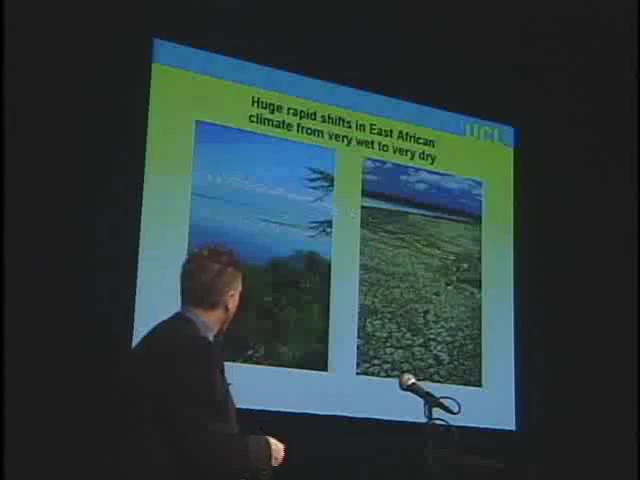 UCL
Huge rapid shifts in East African
climate from very wet to very dry